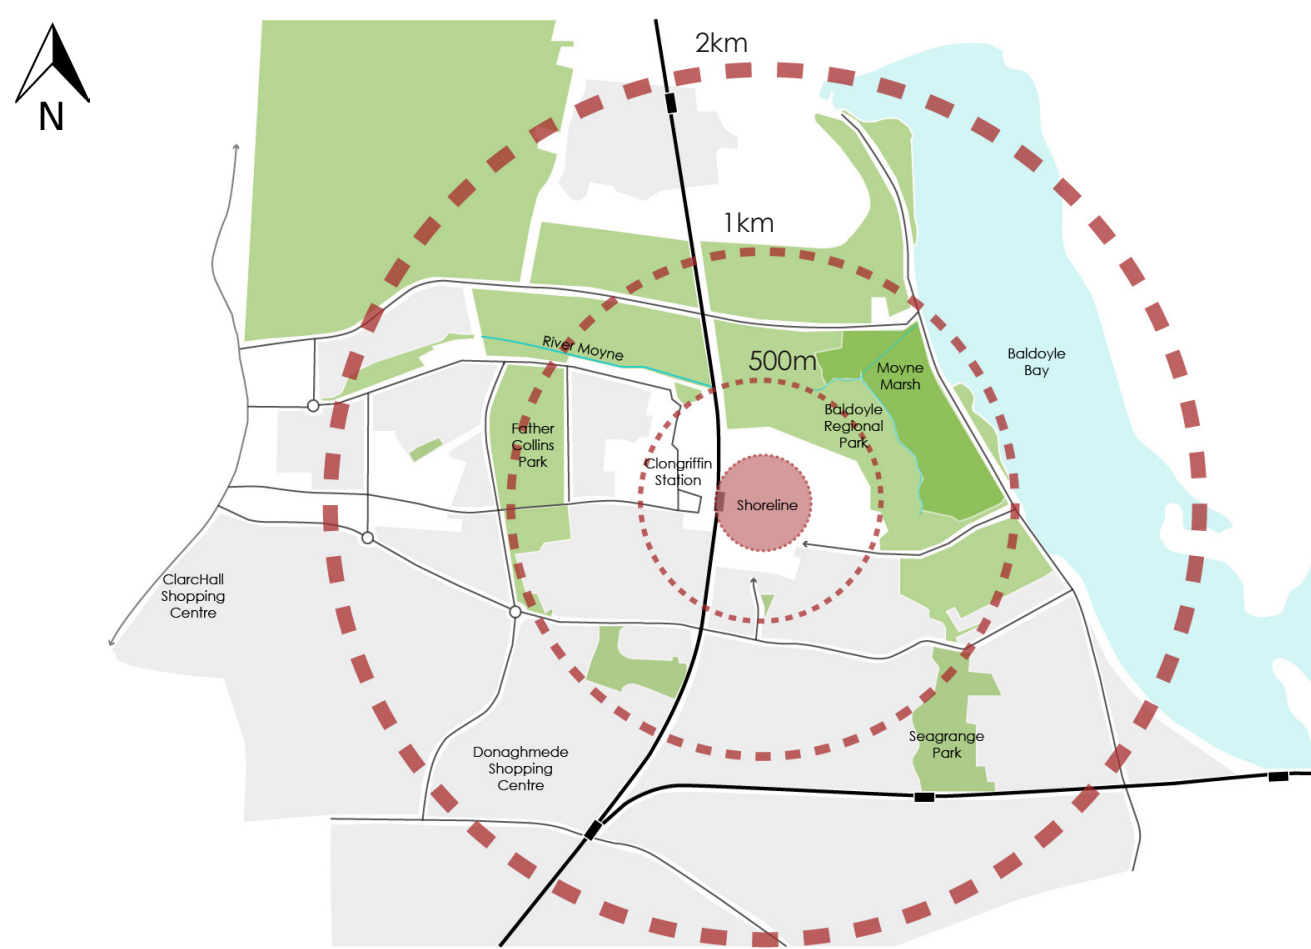 2km
N
1km
River Moyne
500m
Baldoyle
Bay
Moyne
Marsh
Baldoyle
Regional
Park
Father
Collins
Park
Clongriffin
Station
Shoreline
ClarcHall
Shopping
Centre
Donaghmede
Shopping
Centre
Seagrange
Park